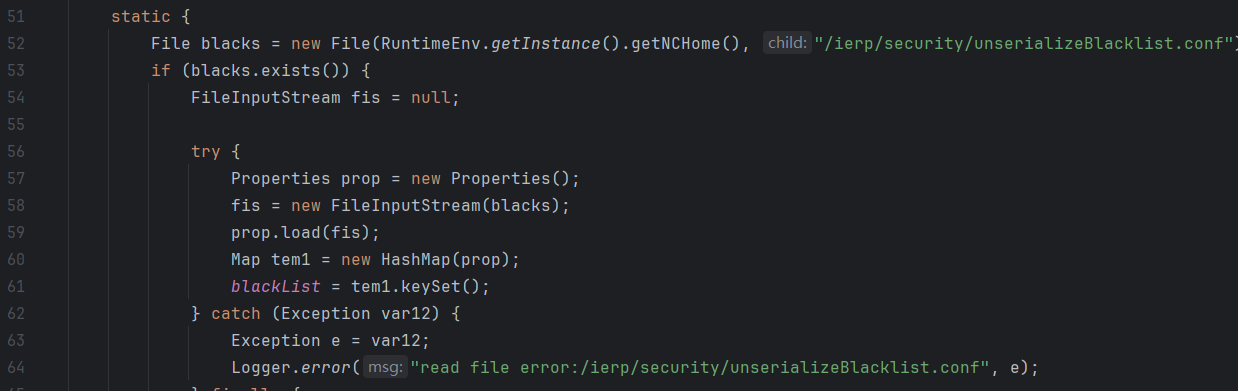 51 static {
52 File blacks = new File(RuntimeEnv.getInstance().getNCHome(), child: "/ierp/security/unserializeBlacklist.conf")
53 if (blacks.exists()) {
54 FileInputStream fis = null;
55
56 try {
57 Properties prop = new Properties();
58 fis = new FileInputStream(blacks);
59 prop.load(fis);
60 Map tem1 = new HashMap(prop);
61 blackList = tem1.keySet();
62 } catch (Exception var12) {
63 Exception e = var12;
64 Logger.error( msg: "read file error:/ierp/security/unserializeBlacklist.conf", e);